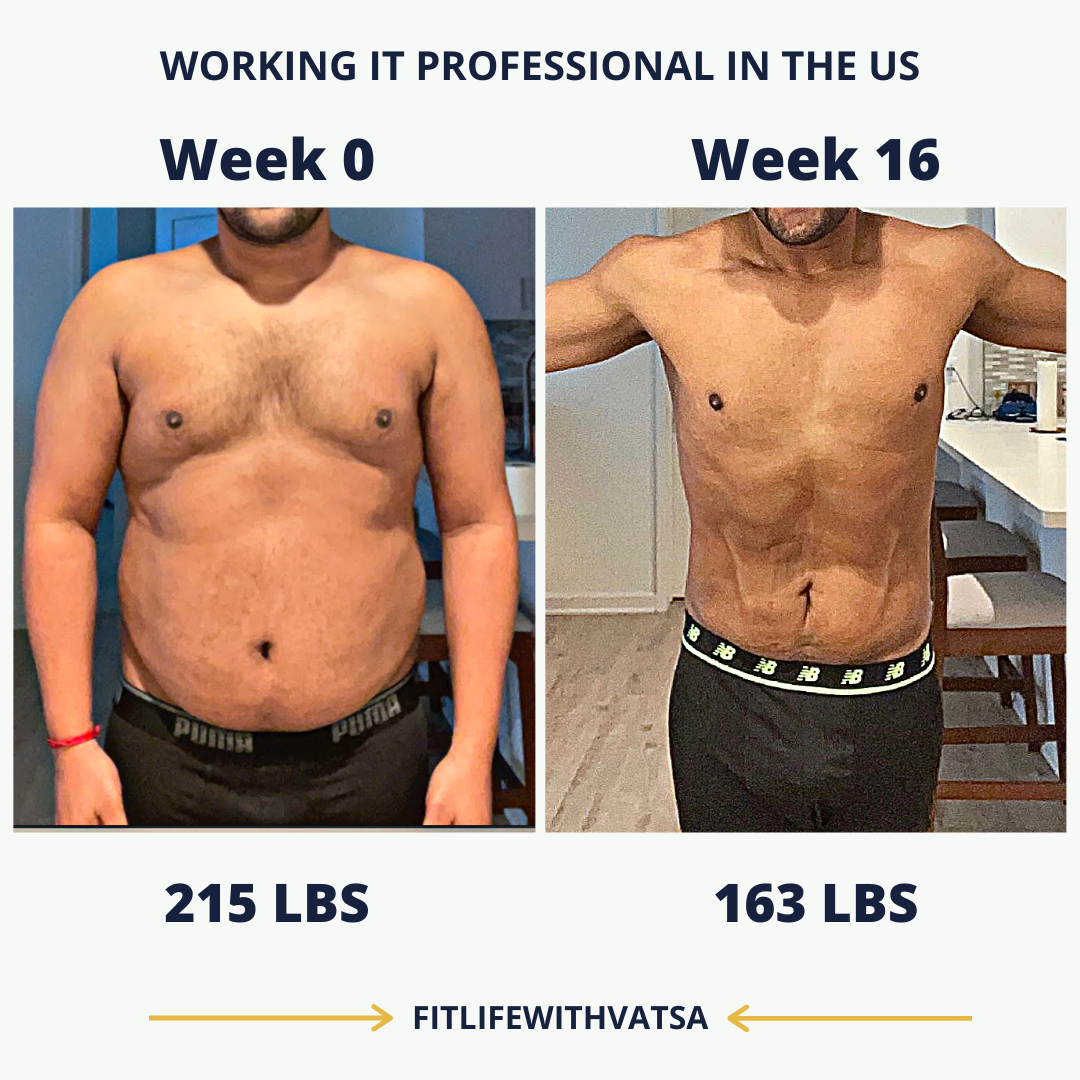 WORKING IT PROFESSIONAL IN THE US
Week 0
Week 16
PUMA PUMA
NB NB NB NB NB NB NB
215 LBS
163 LBS
FITLIFEWITHVATSA